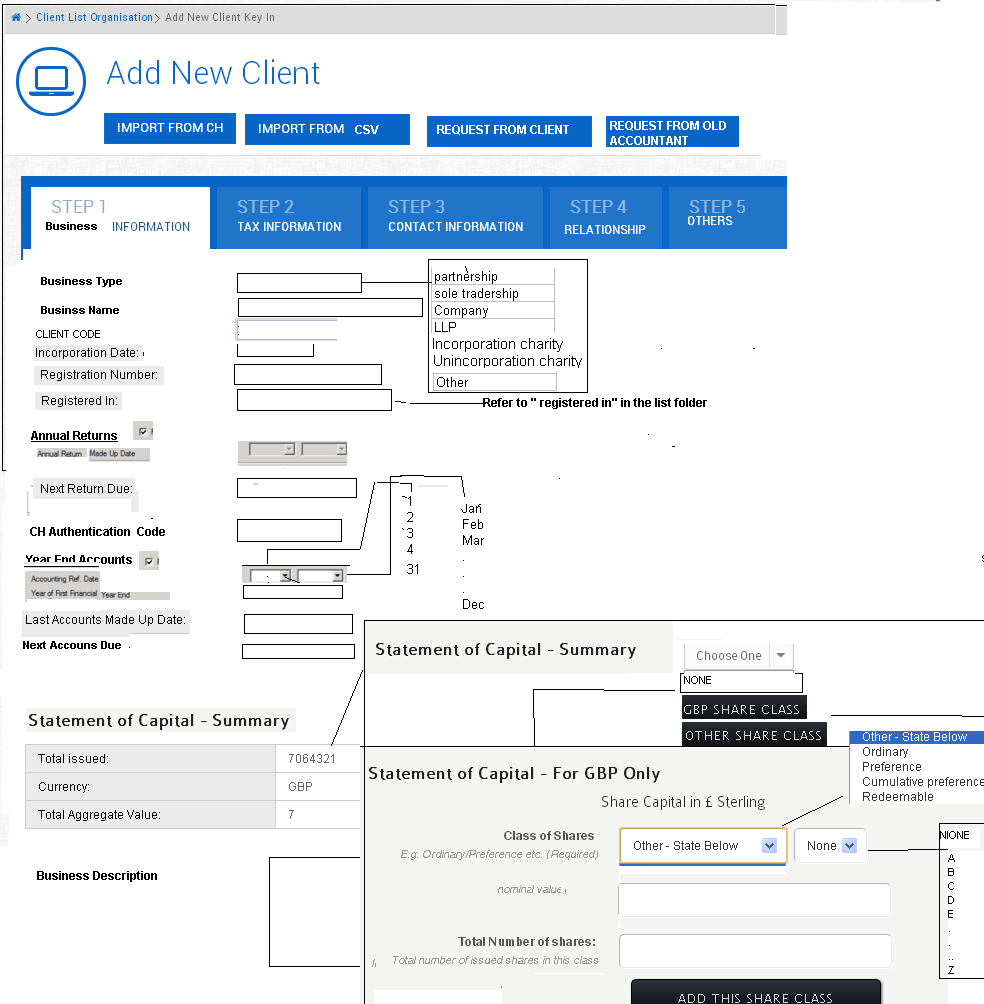 Client List Organisation > Add New Client Key In
Add New Client
IMPORT FROM CH
IMPORT FROM CSV
REQUEST FROM CLIENT
REQUEST FROM OLD
ACCOUNTANT
STEP 1
Business INFORMATION
STEP 2
TAX INFORMATION
STEP 3
CONTACT INFORMATION
STEP 4
RELATIONSHIP
STEP 5
OTHERS
Business Type
partnership
sole tradership
Company
LLP
Incorporation charity
Unincorporation charity
Other
Businss Name
CLIENT CODE
Incorporation Date:
Registration Number:
Registered In:
Refer to " registered in" in the list folder
Annual Returns
Annual Return Made Up Date
Next Return Due:
CH Authentication Code
Year End Accounts
Accounting Ref. Date
Year of First Financial Year End
1
2
3
4
31
Jan
Feb
Mar
.
.
.
Dec
Last Accounts Made Up Date:
Next Accouns Due
Statement of Capital - Summary
Choose One
NONE
GBP SHARE CLASS
OTHER SHARE CLASS
Statement of Capital - Summary
Total issued: 7064321
Currency: GBP
Total Aggregate Value: 7
Other - State Below
Ordinary
Preference
Cumulative preference
Redeemable
Statement of Capital - For GBP Only
Share Capital in £ Sterling
Class of Shares
E.g. Ordinary/Preference etc. (Required)
Other - State Below
None
NIONE
A
B
C
D
E
.
.
..
Z
nominal value
Total Number of shares:
Total number of issued shares in this class
ADD THIS SHARE CLASS
Business Description